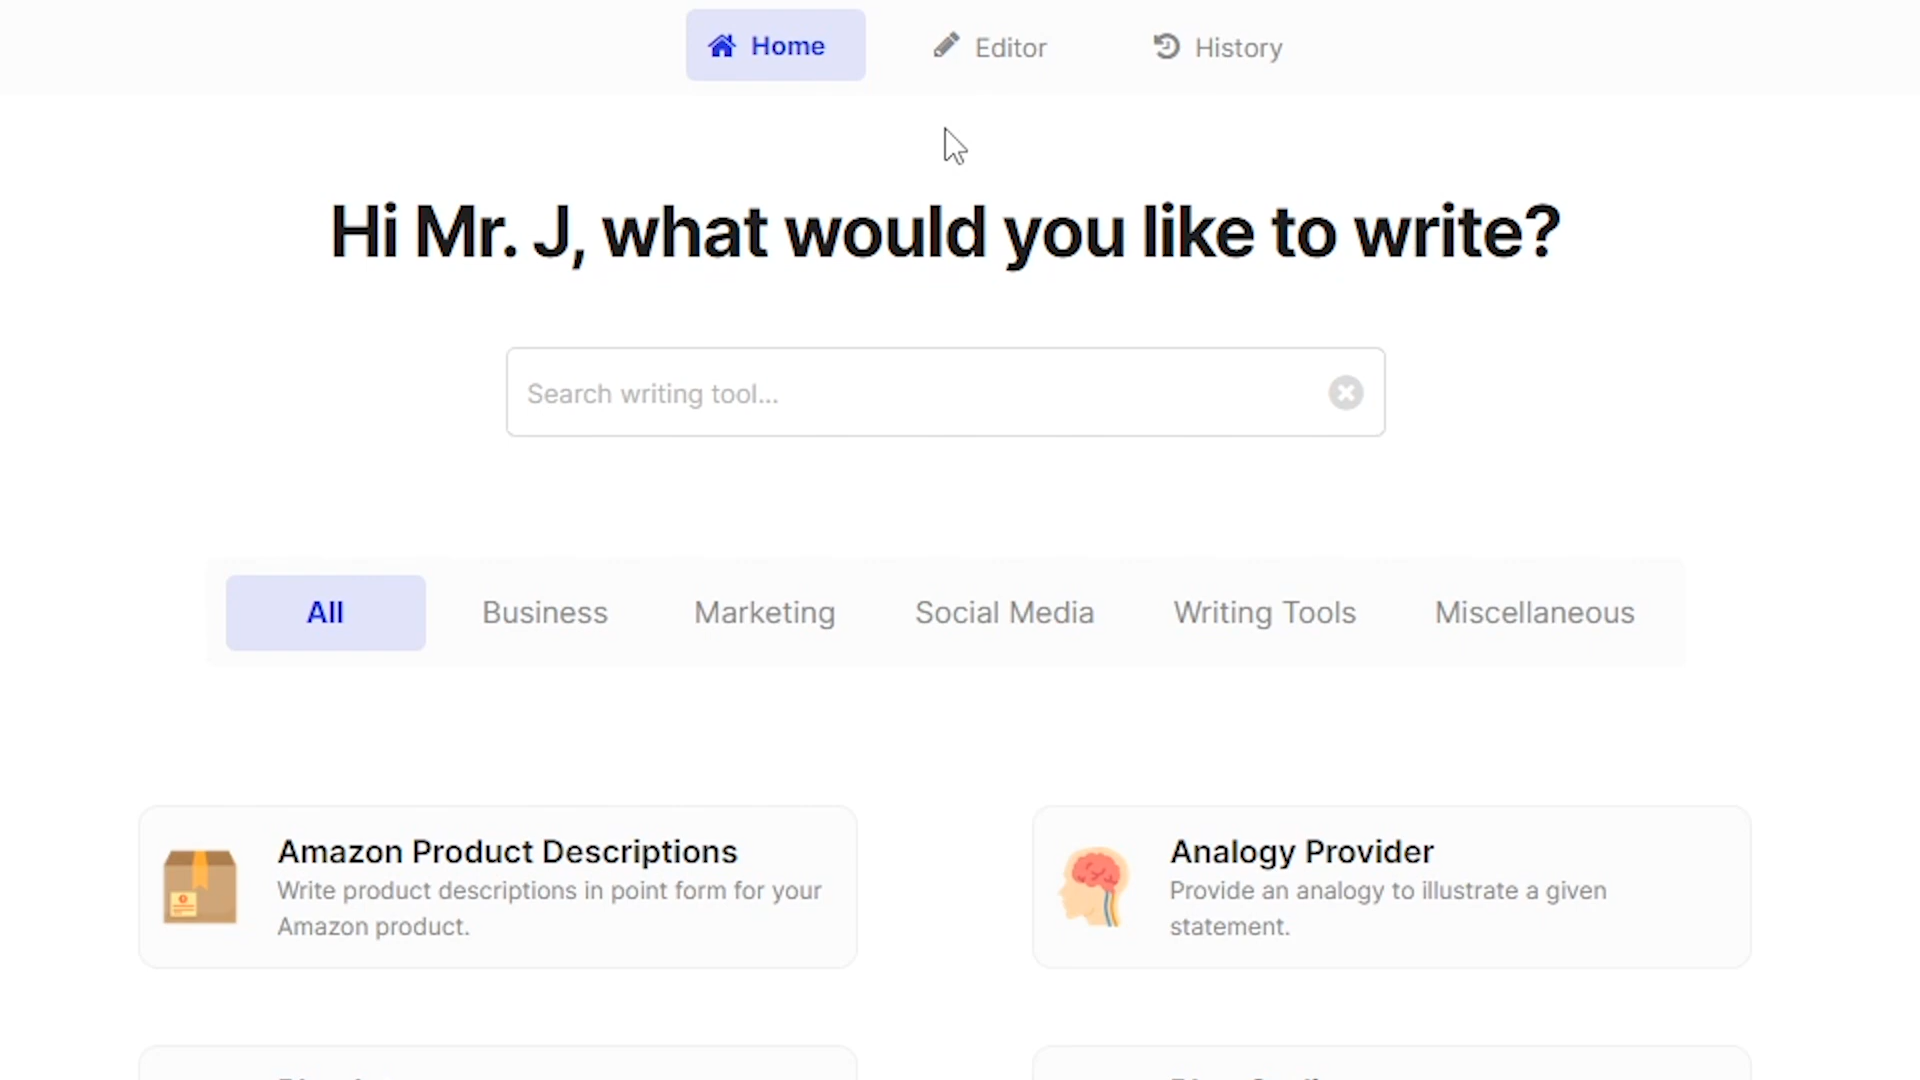 Home
Editor
History
Hi Mr. J, what would you like to write?
Search writing tool...
All
Business
Marketing
Social Media
Writing Tools
Miscellaneous
Amazon Product Descriptions
Write product descriptions in point form for your
Amazon product.
Analogy Provider
Provide an analogy to illustrate a given
statement.